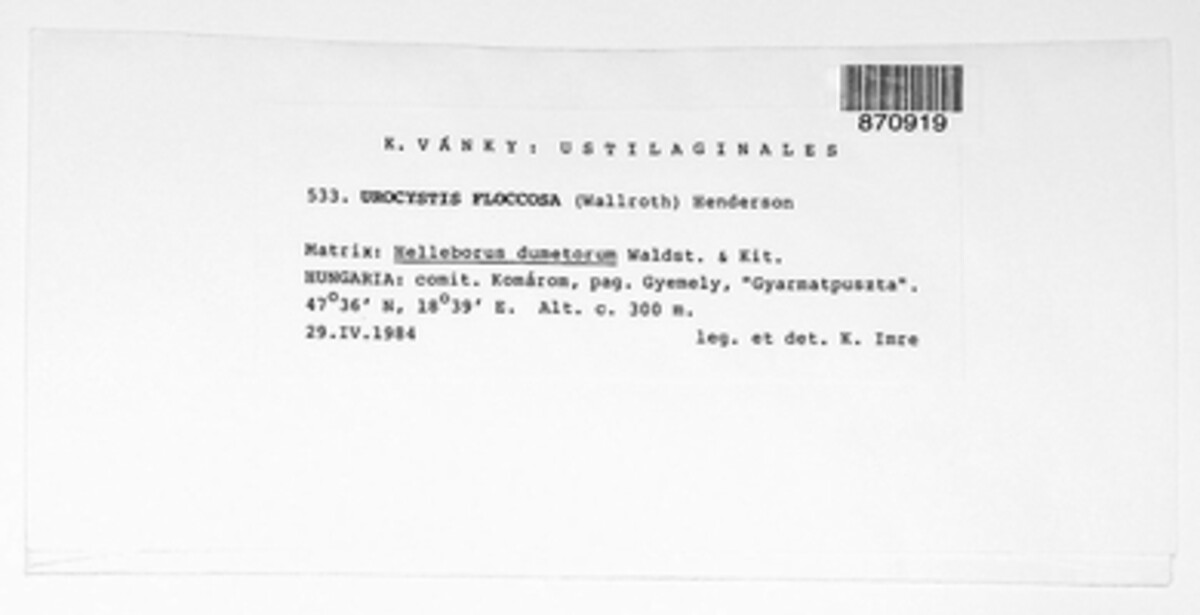 870919
K. VÁNKY: USTILAGINALES
533. UROCYSTIS FLOCCOSA (Wallroth) Henderson
Matrix: Helleborus dumetorum Waldst. & Kit.
HUNGARIA: comit. Komárom, pag. Gyemely, "Gyarmatpuszta".
47°36' N, 18°39' E. Alt. c. 300 m.
29.IV.1984 leg. et det. K. Imre